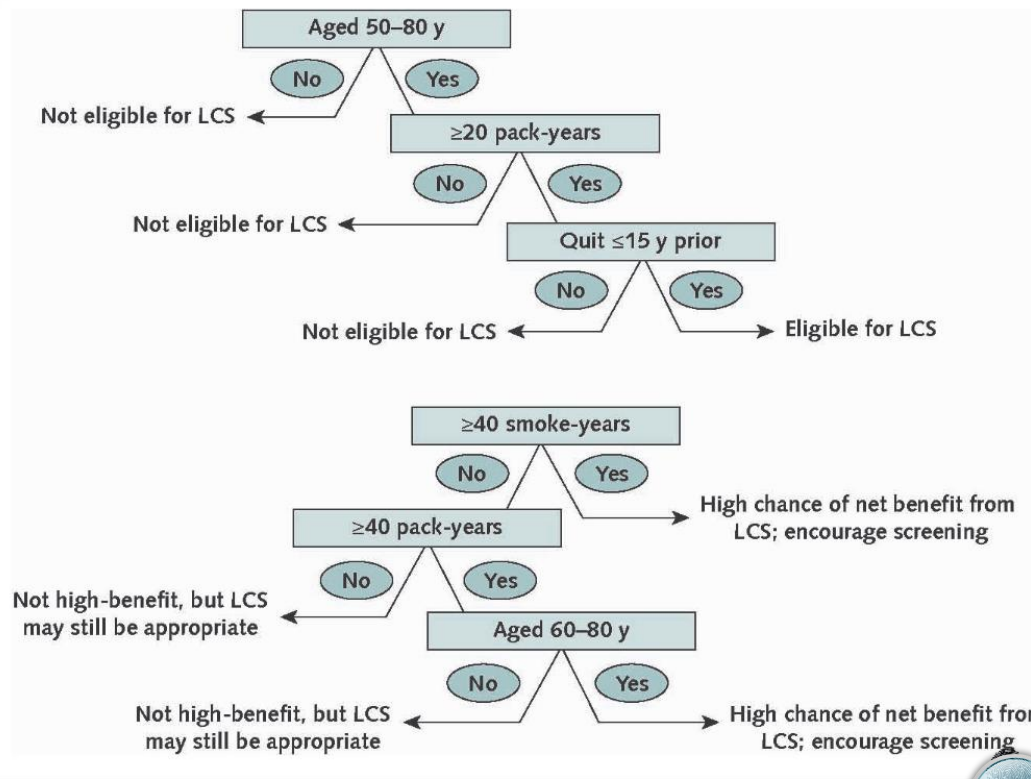 Aged 50–80 y
No
Yes
Not eligible for LCS
≥20 pack-years
No
Yes
Not eligible for LCS
Quit ≤15 y prior
No
Yes
Not eligible for LCS
Eligible for LCS
≥40 smoke-years
No
Yes
High chance of net benefit from
LCS; encourage screening
≥40 pack-years
No
Yes
Not high-benefit, but LCS
may still be appropriate
Aged 60–80 y
No
Yes
Not high-benefit, but LCS
may still be appropriate
High chance of net benefit from
LCS; encourage screening